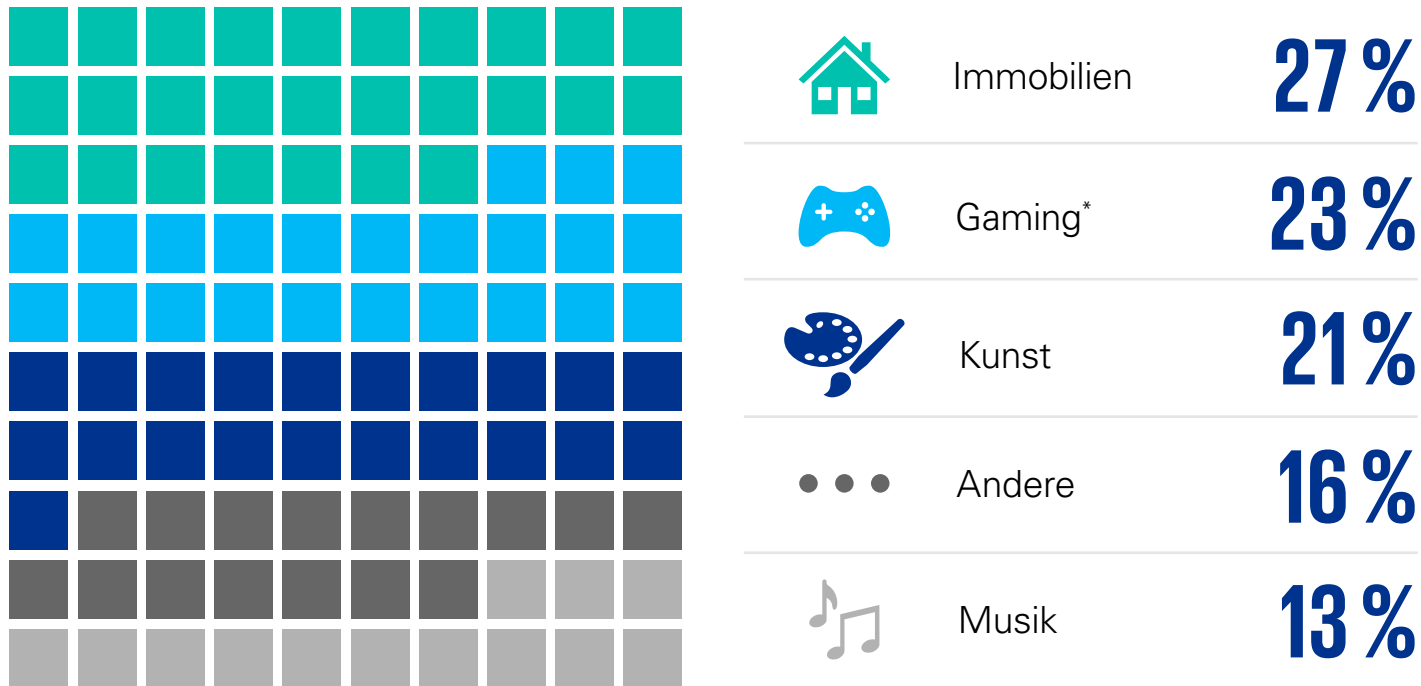 Immobilien 27 %
Gaming* 23 %
Kunst 21 %
Andere 16 %
Musik 13 %